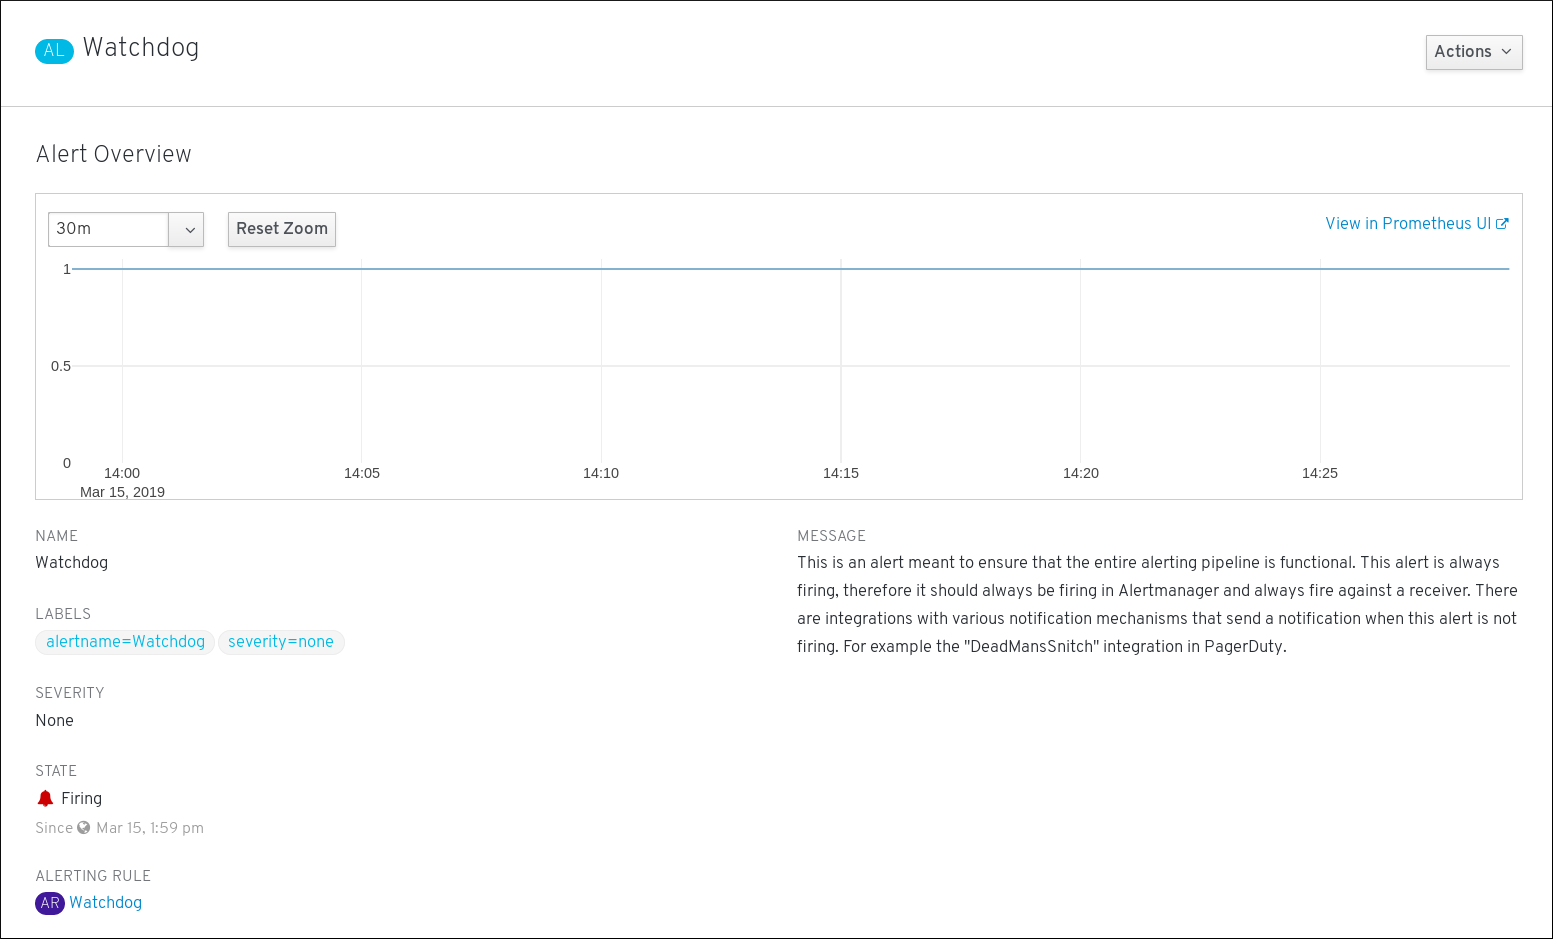 AL Watchdog
Actions
Alert Overview
30m
Reset Zoom
View in Prometheus UI
1
0.5
0
14:00 14:05 14:10 14:15 14:20 14:25
Mar 15, 2019
NAME
Watchdog
LABELS
alertname=Watchdog severity=none
SEVERITY
None
STATE
Firing
Since Mar 15, 1:59 pm
ALERTING RULE
AR Watchdog
MESSAGE
This is an alert meant to ensure that the entire alerting pipeline is functional. This alert is always
firing, therefore it should always be firing in Alertmanager and always fire against a receiver. There
are integrations with various notification mechanisms that send a notification when this alert is not
firing. For example the "DeadMansSnitch" integration in PagerDuty.